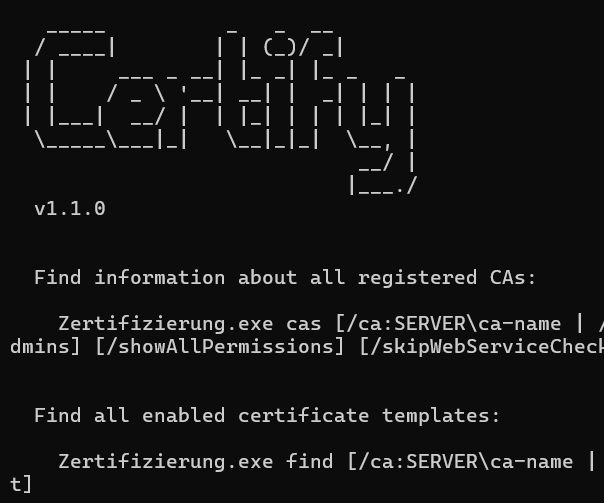 Certify
v1.1.0
Find information about all registered CAs:
Zertifizierung.exe cas [/ca:SERVER\ca-name | /
dmins] [/showAllPermissions] [/skipWebServiceCheck
Find all enabled certificate templates:
Zertifizierung.exe find [/ca:SERVER\ca-name |
t]